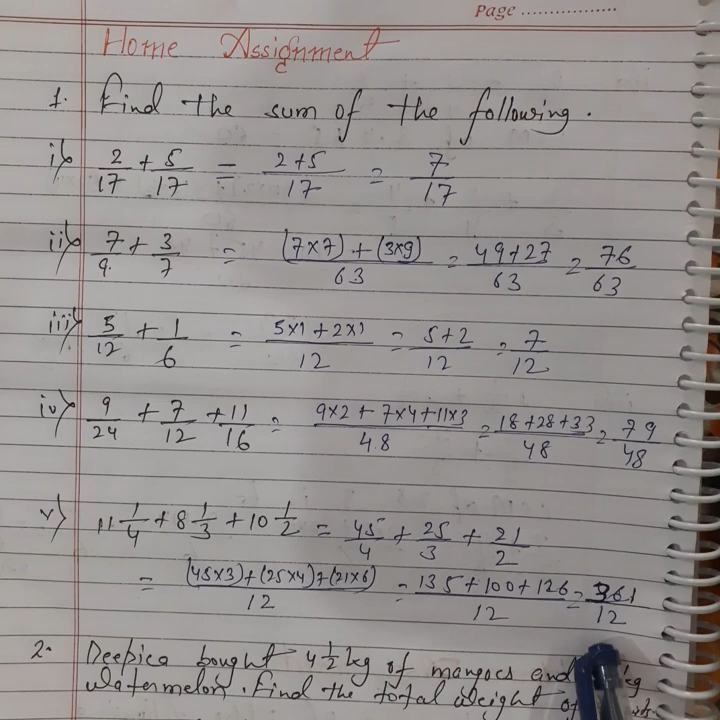 Page ..................
Home Assignment
1. Find the sum of the following.
i) 2/17 + 5/17 = (2+5)/17 = 7/17
ii) 7/9 + 3/7 = ((7×7) + (3×9))/63 = (49+27)/63 = 76/63
iii) 5/12 + 1/6 = (5×1 + 2×1)/12 = (5+2)/12 = 7/12
iv) 9/24 + 7/12 + 11/16 = (9×2 + 7×4 + 11×3)/48 = (18+28+33)/48 = 79/48
v) 11 1/4 + 8 1/3 + 10 1/2 = 45/4 + 25/3 + 21/2
= ((45×3)+(25×4)+(21×6))/12 = (135+100+126)/12 = 361/12
2. Deepica bought 4 1/2 kg of mangoes and kg
Watermelon. Find the total weight of